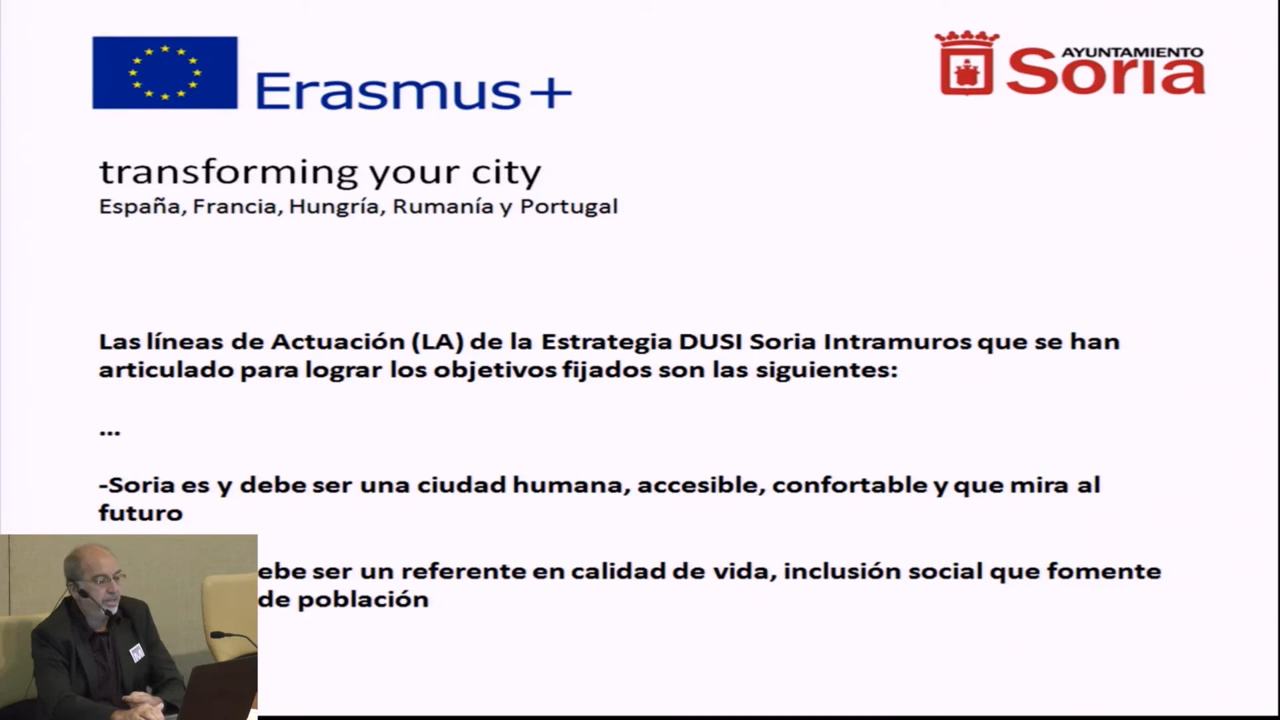 Erasmus+
AYUNTAMIENTO
Soria
transforming your city
España, Francia, Hungría, Rumanía y Portugal
Las líneas de Actuación (LA) de la Estrategia DUSI Soria Intramuros que se han
articulado para lograr los objetivos fijados son las siguientes:
...
-Soria es y debe ser una ciudad humana, accesible, confortable y que mira al
futuro
ebe ser un referente en calidad de vida, inclusión social que fomente
de población